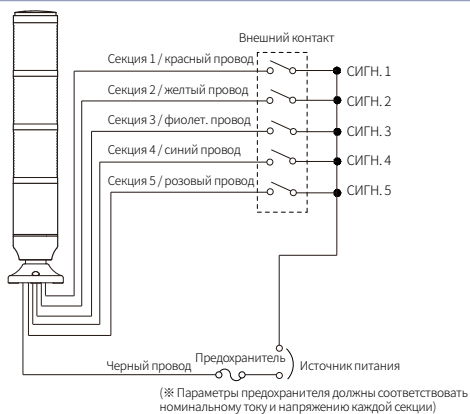 Внешний контакт
Секция 1 / красный провод
СИГН. 1
Секция 2 / желтый провод
СИГН. 2
Секция 3 / фиолет. провод
СИГН. 3
Секция 4 / синий провод
СИГН. 4
Секция 5 / розовый провод
СИГН. 5
Черный провод
Предохранитель
Источник питания
(※ Параметры предохранителя должны соответствовать
номинальному току и напряжению каждой секции)